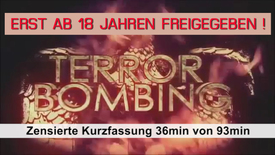 ERST AB 18 JAHREN FREIGEGEBEN !
TERROR
BOMBING
Zensierte Kurzfassung 36min von 93min